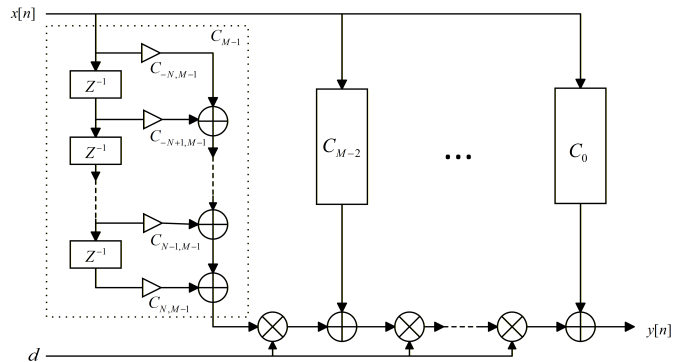 x[n]
C_{M-1}
C_{-N,M-1}
Z^{-1}
C_{-N+1,M-1}
Z^{-1}
C_{M-2}
...
C_0
C_{N-1,M-1}
Z^{-1}
C_{N,M-1}
y[n]
d